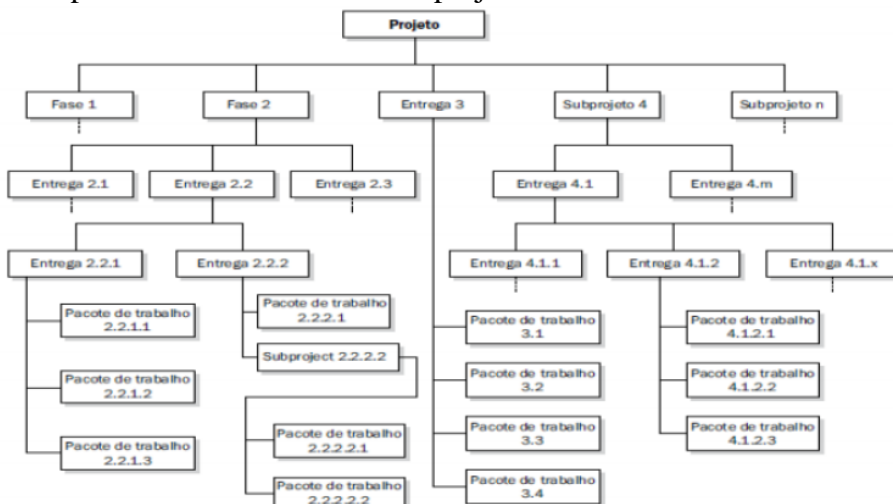 Projeto
Fase 1
Fase 2
Entrega 3
Subprojeto 4
Subprojeto n
Entrega 2.1
Entrega 2.2
Entrega 2.3
Entrega 4.1
Entrega 4.m
Entrega 2.2.1
Entrega 2.2.2
Entrega 4.1.1
Entrega 4.1.2
Entrega 4.1.x
Pacote de trabalho
2.2.1.1
Pacote de trabalho
2.2.1.2
Pacote de trabalho
2.2.1.3
Pacote de trabalho
2.2.2.1
Subproject 2.2.2.2
Pacote de trabalho
2.2.2.2.1
Pacote de trabalho
2.2.2.2.2
Pacote de trabalho
3.1
Pacote de trabalho
3.2
Pacote de trabalho
3.3
Pacote de trabalho
3.4
Pacote de trabalho
4.1.2.1
Pacote de trabalho
4.1.2.2
Pacote de trabalho
4.1.2.3